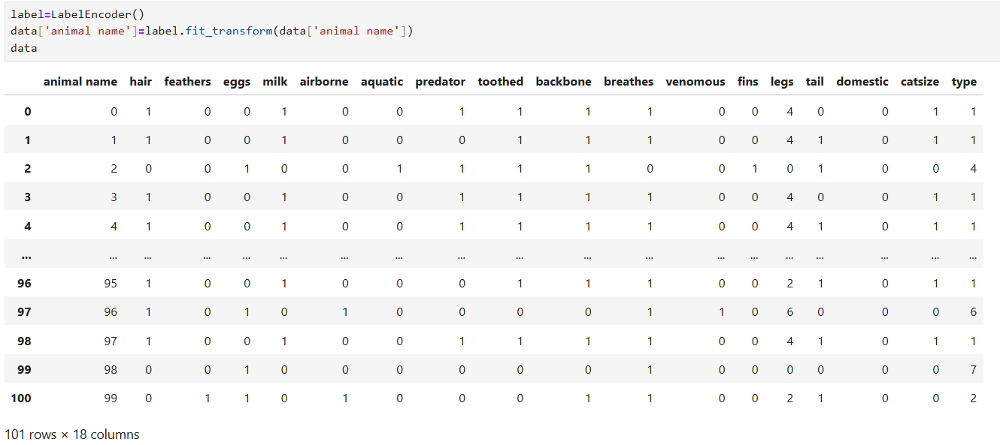 label=LabelEncoder()
data['animal name']=label.fit_transform(data['animal name'])
data
animal name hair feathers eggs milk airborne aquatic predator toothed backbone breathes venomous fins legs tail domestic catsize type
0 0 1 0 0 1 0 0 1 1 1 1 0 0 4 0 0 1 1
1 1 1 0 0 1 0 0 0 1 1 1 0 0 4 1 0 1 1
2 2 0 0 1 0 0 1 1 1 1 0 0 1 0 1 0 0 4
3 3 1 0 0 1 0 0 1 1 1 1 0 0 4 0 0 1 1
4 4 1 0 0 1 0 0 1 1 1 1 0 0 4 1 0 1 1
... ... ... ... ... ... ... ... ... ... ... ... ... ... ... ... ... ... ...
96 95 1 0 0 1 0 0 0 1 1 1 0 0 2 1 0 1 1
97 96 1 0 1 0 1 0 0 0 0 1 1 0 6 0 0 0 6
98 97 1 0 0 1 0 0 1 1 1 1 0 0 4 1 0 1 1
99 98 0 0 1 0 0 0 0 0 0 1 0 0 0 0 0 0 7
100 99 0 1 1 0 1 0 0 0 1 1 0 0 2 1 0 0 2
101 rows × 18 columns